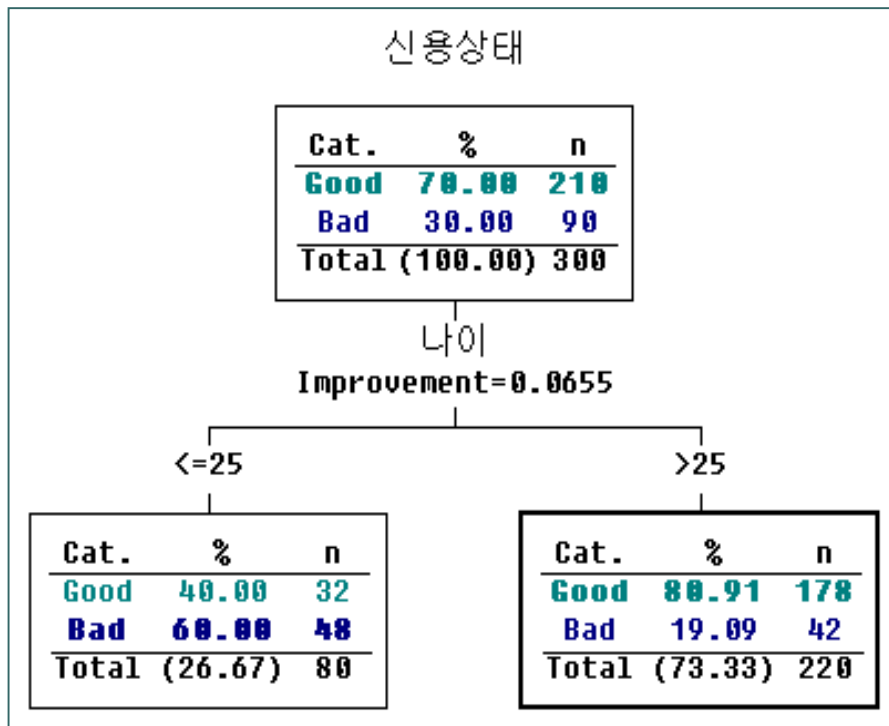 신용상태
Cat. % n
Good 70.00 210
Bad 30.00 90
Total (100.00) 300
나이
Improvement=0.0655
<=25
>25
Cat. % n
Good 40.00 32
Bad 60.00 48
Total (26.67) 80
Cat. % n
Good 80.91 178
Bad 19.09 42
Total (73.33) 220